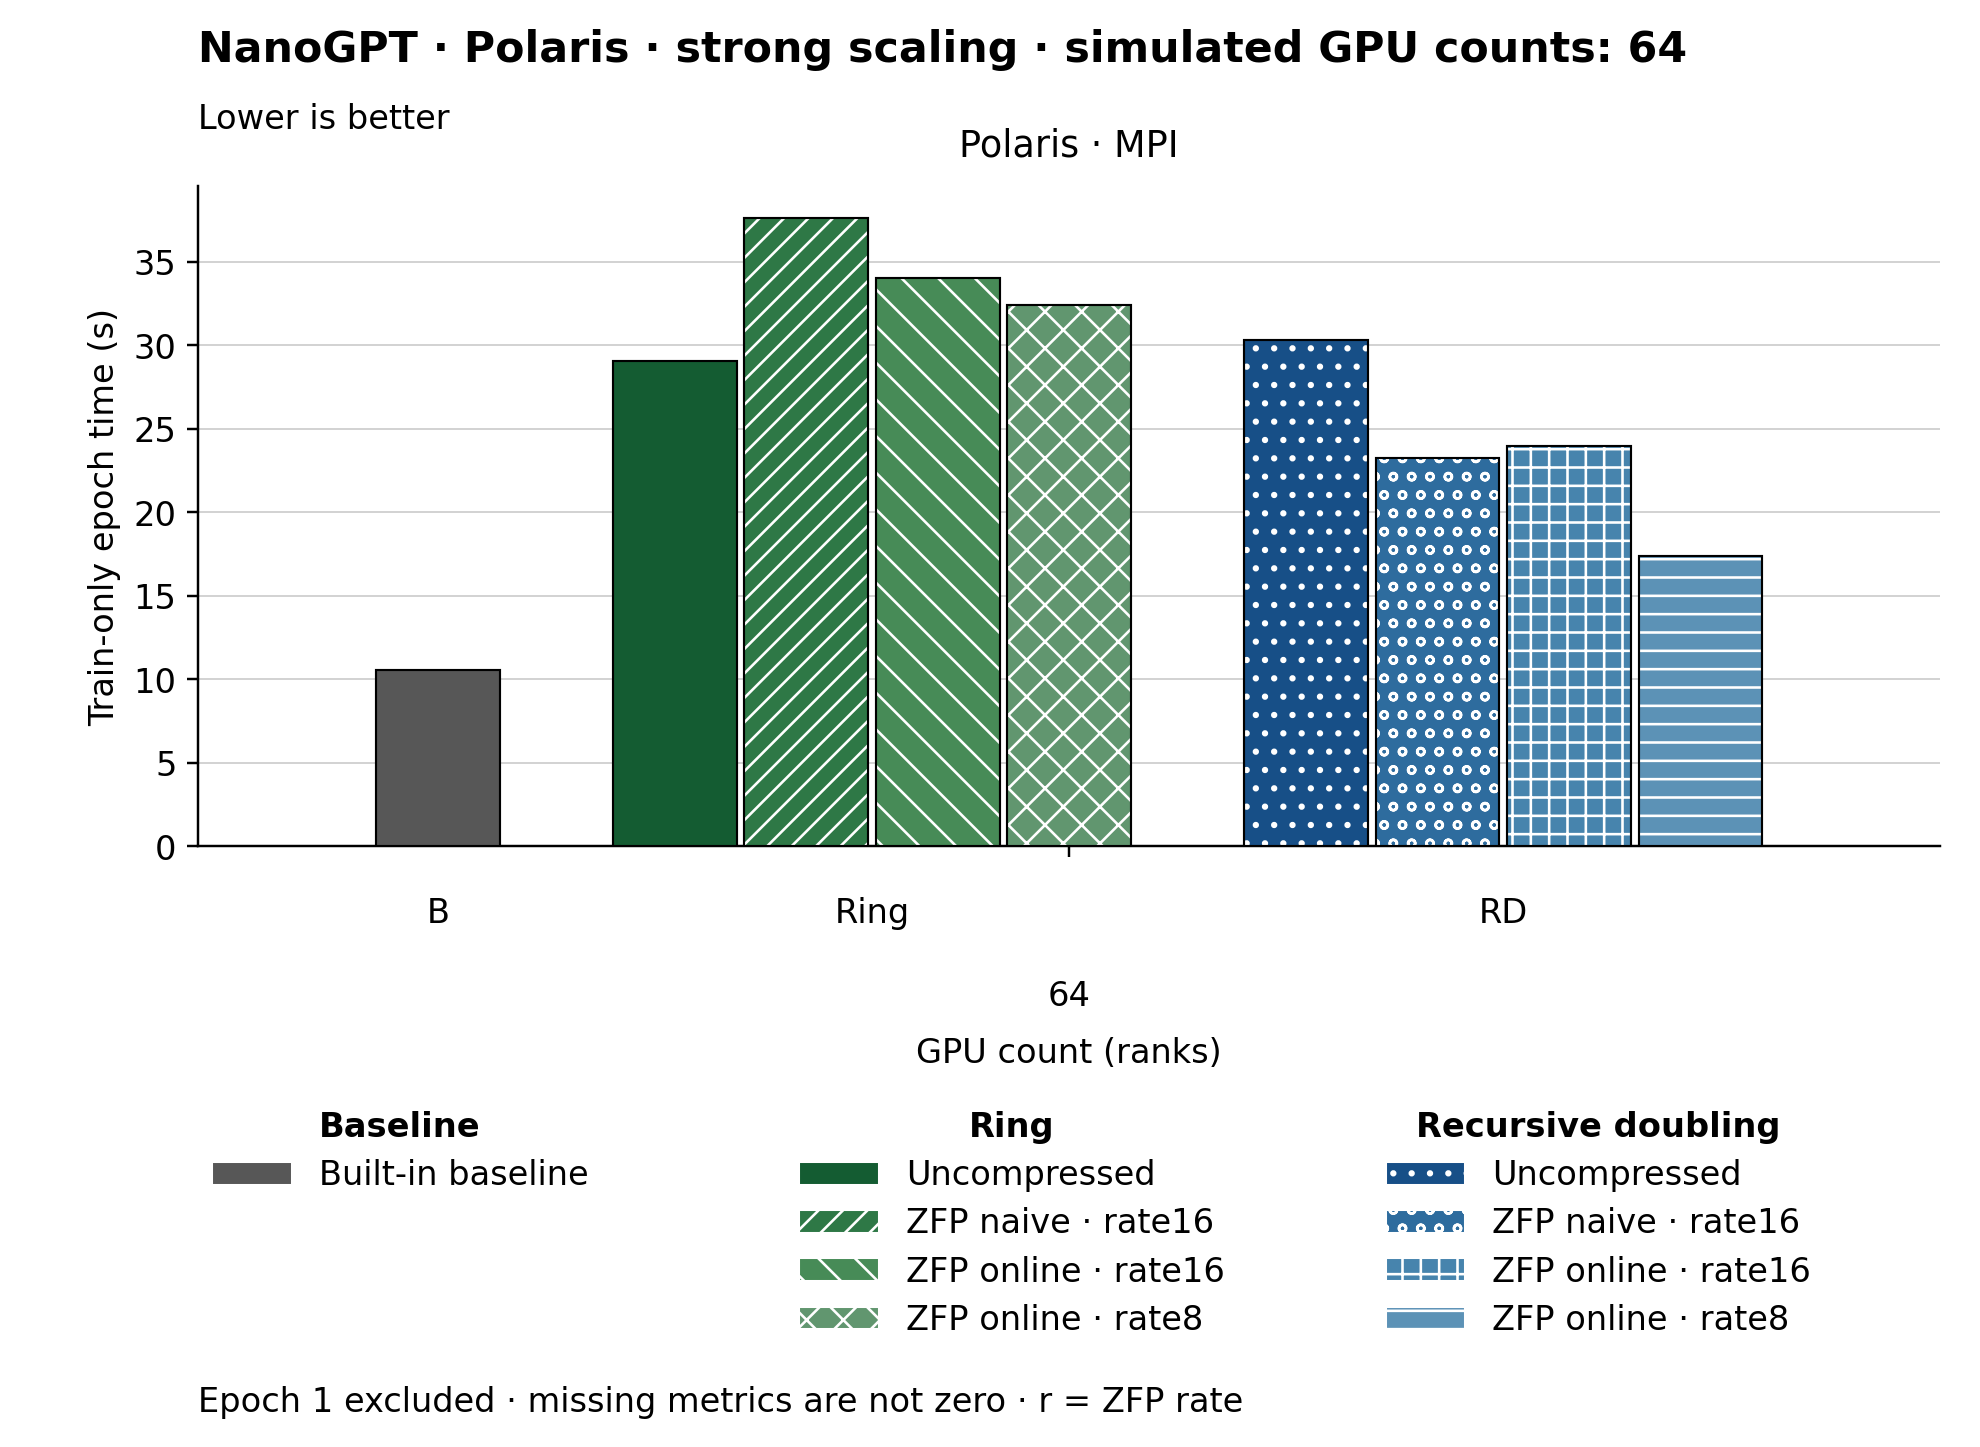 NanoGPT · Polaris · strong scaling · simulated GPU counts: 64
Lower is better
Polaris · MPI
Train-only epoch time (s)
35
30
25
20
15
10
5
0
B Ring RD
64
GPU count (ranks)
Baseline Ring Recursive doubling
Built-in baseline Uncompressed Uncompressed
ZFP naive · rate16 ZFP naive · rate16
ZFP online · rate16 ZFP online · rate16
ZFP online · rate8 ZFP online · rate8
Epoch 1 excluded · missing metrics are not zero · r = ZFP rate